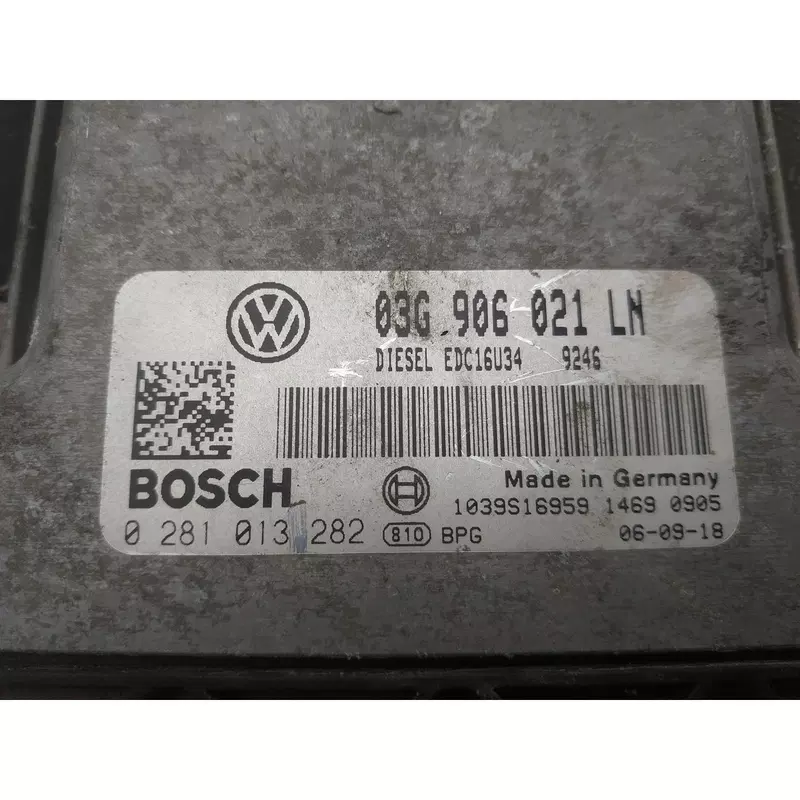 03G 906 021 LN
DIESEL EDC16U34 9246
BOSCH
Made in Germany
1039S16959 1469 0905
0 281 013 282 810 BPG 06-09-18